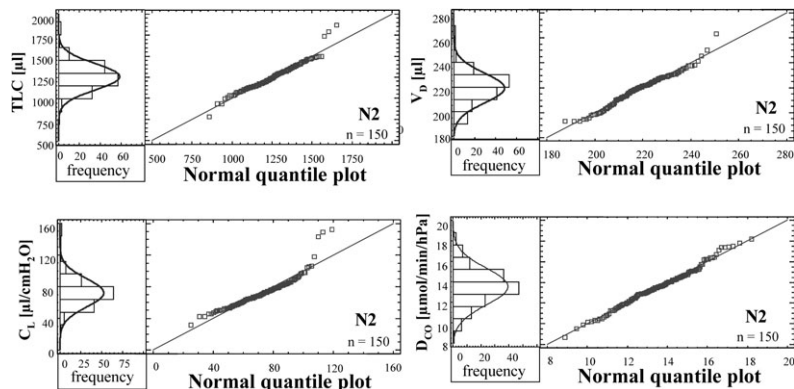 TLC [µl]
2000
1750
1500
1250
1000
750
500
0 20 40 60
frequency
500 1000 1500 2000
Normal quantile plot
N2
n = 150
V_D [µl]
280
260
240
220
200
180
0 20 40 60
frequency
180 200 220 240 260 280
Normal quantile plot
N2
n = 150
C_L [µl/cmH₂O]
160
120
80
40
0
0 25 50 75
frequency
0 40 80 120 160
Normal quantile plot
N2
n = 150
D_CO [µmol/min/hPa]
20
18
16
14
12
10
8
0 20 40
frequency
8 10 12 14 16 18 20
Normal quantile plot
N2
n = 150